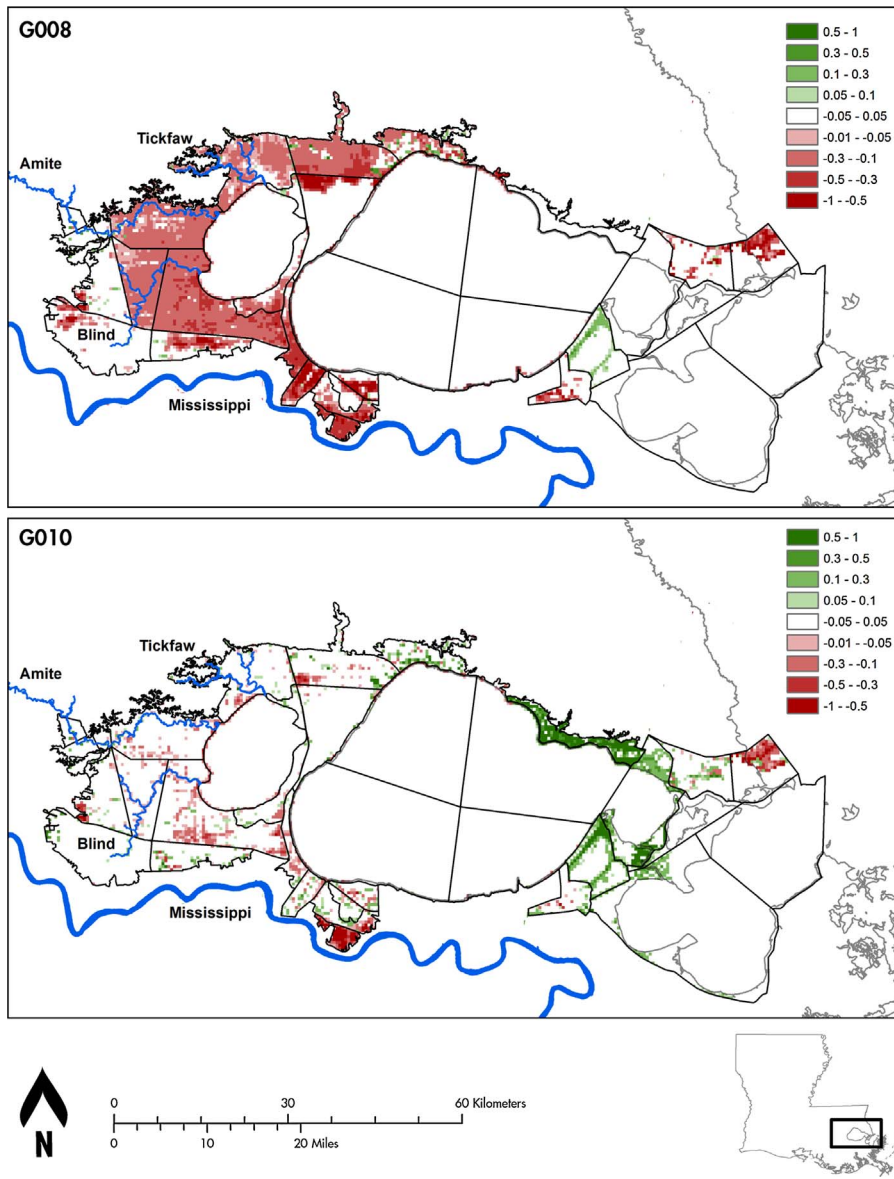 G008
0.5 - 1
0.3 - 0.5
0.1 - 0.3
0.05 - 0.1
-0.05 - 0.05
-0.01 - -0.05
-0.3 - -0.1
-0.5 - -0.3
-1 - -0.5
Tickfaw
Amite
Blind
Mississippi
G010
0.5 - 1
0.3 - 0.5
0.1 - 0.3
0.05 - 0.1
-0.05 - 0.05
-0.01 - -0.05
-0.3 - -0.1
-0.5 - -0.3
-1 - -0.5
Tickfaw
Amite
Blind
Mississippi
N
0 30 60 Kilometers
0 10 20 Miles